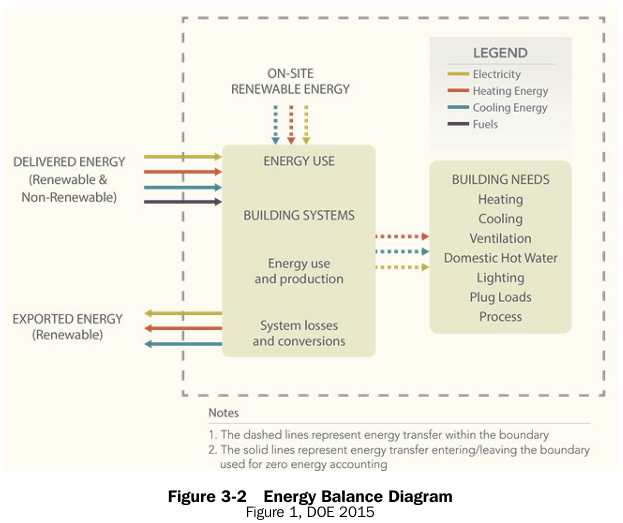 LEGEND
Electricity
Heating Energy
Cooling Energy
Fuels
ON-SITE
RENEWABLE ENERGY
DELIVERED ENERGY
(Renewable &
Non-Renewable)
ENERGY USE
BUILDING SYSTEMS
Energy use
and production
System losses
and conversions
BUILDING NEEDS
Heating
Cooling
Ventilation
Domestic Hot Water
Lighting
Plug Loads
Process
EXPORTED ENERGY
(Renewable)
Notes
1. The dashed lines represent energy transfer within the boundary
2. The solid lines represent energy transfer entering/leaving the boundary
used for zero energy accounting
Figure 3-2 Energy Balance Diagram
Figure 1, DOE 2015